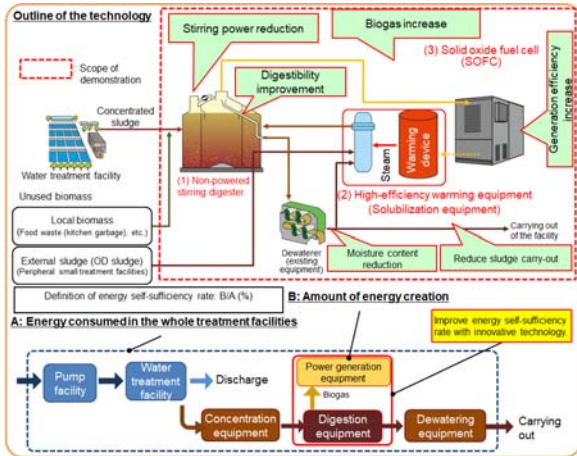 Outline of the technology
Stirring power reduction
Biogas increase
(3) Solid oxide fuel cell
(SOFC)
Scope of
demonstration
Digestibility
improvement
Generation efficiency
increase
Concentrated
sludge
Water treatment facility
(1) Non-powered
stirring digester
Steam
Warming
device
(2) High-efficiency warming equipment
(Solubilization equipment)
Unused biomass
Local biomass
(Food waste (kitchen garbage), etc.)
External sludge (OD sludge)
(Peripheral small treatment facilities)
Dewaterer (existing
equipment)
Carrying out
of the facility
Moisture content
reduction
Reduce sludge carry-out
Definition of energy self-sufficiency rate: B/A (%)
B: Amount of energy creation
A: Energy consumed in the whole treatment facilities
Improve energy self-sufficiency
rate with innovative technology.
Pump
facility
Water
treatment
facility
Discharge
Power generation
equipment
Biogas
Concentration
equipment
Digestion
equipment
Dewatering
equipment
Carrying
out